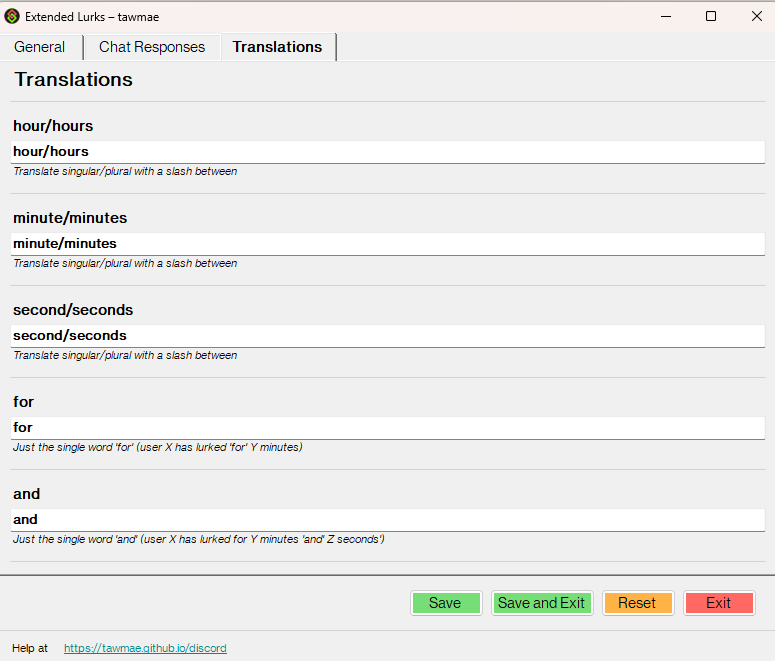 Extended Lurks – tawmae
General Chat Responses Translations
Translations
hour/hours
hour/hours
Translate singular/plural with a slash between
minute/minutes
minute/minutes
Translate singular/plural with a slash between
second/seconds
second/seconds
Translate singular/plural with a slash between
for
for
Just the single word 'for' (user X has lurked 'for' Y minutes)
and
and
Just the single word 'and' (user X has lurked for Y minutes 'and' Z seconds')
Save Save and Exit Reset Exit
Help at https://tawmae.github.io/discord